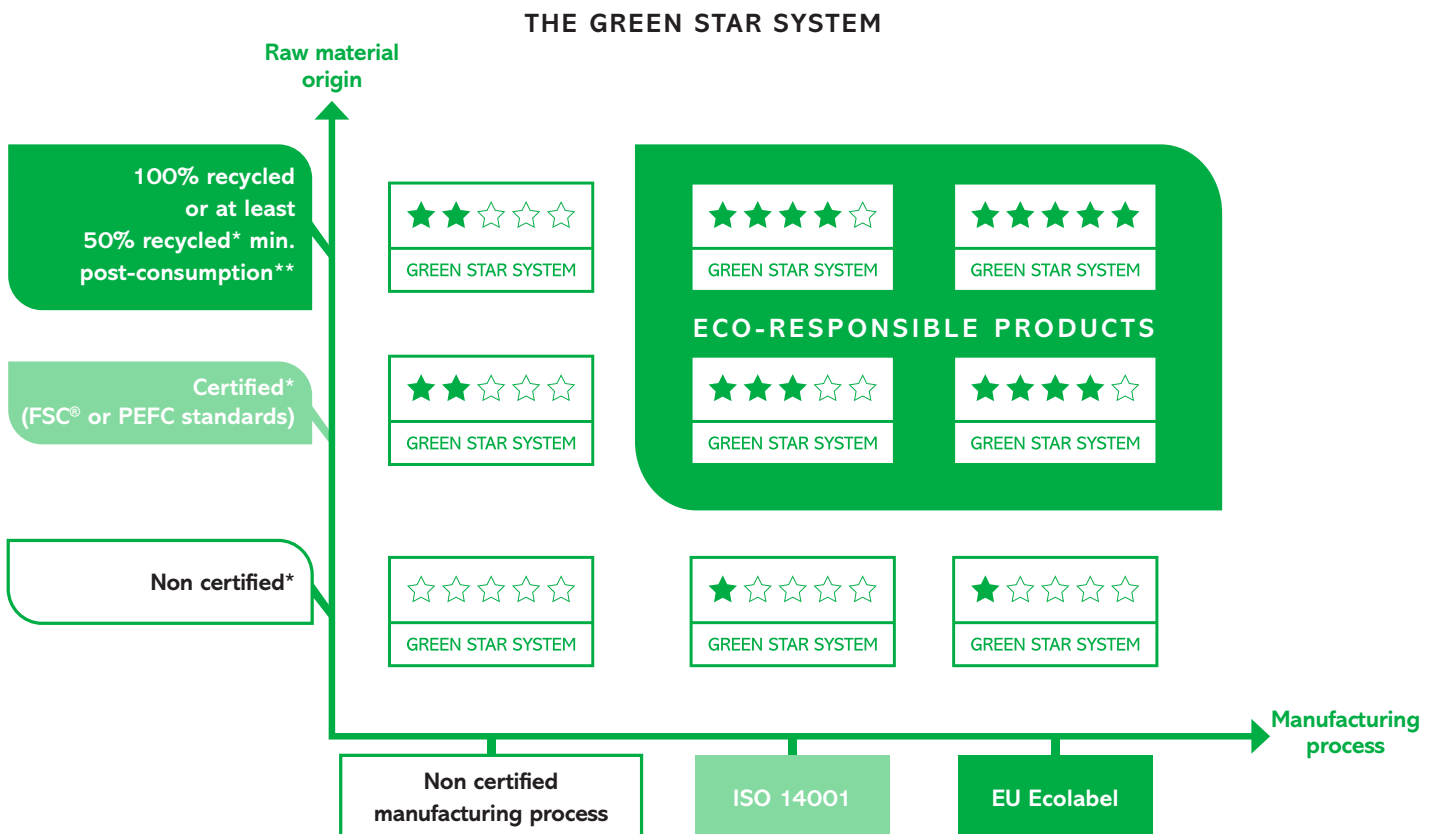 THE GREEN STAR SYSTEM
Raw material
origin
100% recycled
or at least
50% recycled* min.
post-consumption**
GREEN STAR SYSTEM
GREEN STAR SYSTEM
GREEN STAR SYSTEM
ECO-RESPONSIBLE PRODUCTS
Certified*
(FSC® or PEFC standards)
GREEN STAR SYSTEM
GREEN STAR SYSTEM
GREEN STAR SYSTEM
Non certified*
GREEN STAR SYSTEM
GREEN STAR SYSTEM
GREEN STAR SYSTEM
Manufacturing
process
Non certified
manufacturing process
ISO 14001
EU Ecolabel